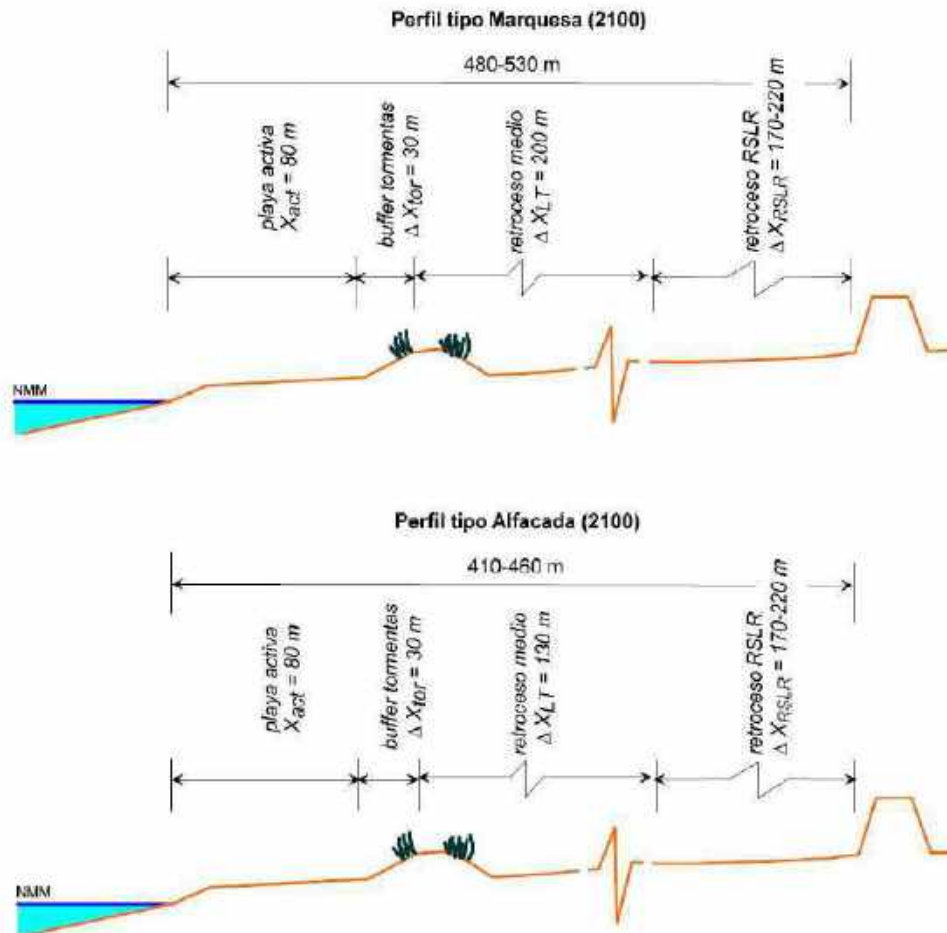 Perfil tipo Marquesa (2100)
480-530 m
playa activa
Xact = 80 m
buffer tormentas
Δ Xtor = 30 m
retroceso medio
Δ XLT = 200 m
retroceso RSLR
Δ XRSLR = 170-220 m
NMM
Perfil tipo Alfacada (2100)
410-460 m
playa activa
Xact = 80 m
buffer tormentas
Δ Xtor = 30 m
retroceso medio
Δ XLT = 130 m
retroceso RSLR
Δ XRSLR = 170-220 m
NMM